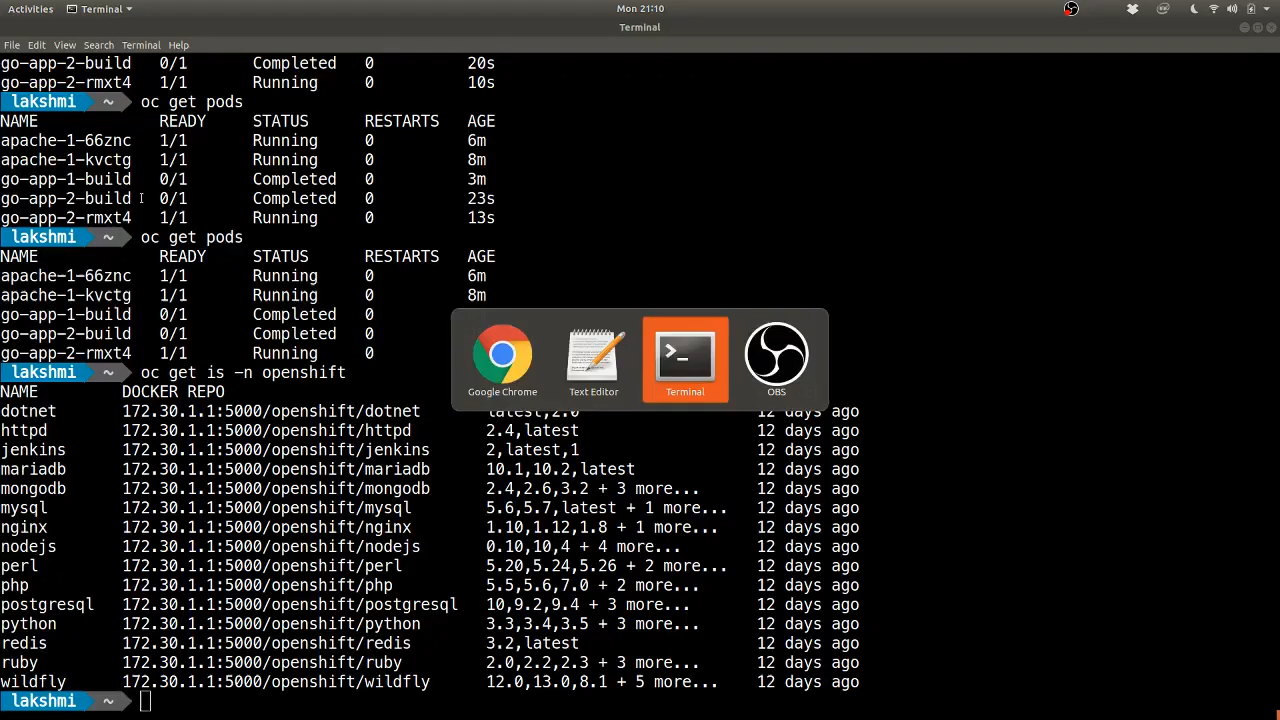 Activities Terminal Mon 21:10
Terminal
File Edit View Search Terminal Help
go-app-2-build 0/1 Completed 0 20s
go-app-2-rmxt4 1/1 Running 0 10s
lakshmi ~ oc get pods
NAME READY STATUS RESTARTS AGE
apache-1-66znc 1/1 Running 0 6m
apache-1-kvctg 1/1 Running 0 8m
go-app-1-build 0/1 Completed 0 3m
go-app-2-build 0/1 Completed 0 23s
go-app-2-rmxt4 1/1 Running 0 13s
lakshmi ~ oc get pods
NAME READY STATUS RESTARTS AGE
apache-1-66znc 1/1 Running 0 6m
apache-1-kvctg 1/1 Running 0 8m
go-app-1-build 0/1 Completed 0
go-app-2-build 0/1 Completed 0
go-app-2-rmxt4 1/1 Running 0
Google Chrome Text Editor Terminal OBS
lakshmi ~ oc get is -n openshift
NAME DOCKER REPO
dotnet 172.30.1.1:5000/openshift/dotnet latest,2.0 12 days ago
httpd 172.30.1.1:5000/openshift/httpd 2.4,latest 12 days ago
jenkins 172.30.1.1:5000/openshift/jenkins 2,latest,1 12 days ago
mariadb 172.30.1.1:5000/openshift/mariadb 10.1,10.2,latest 12 days ago
mongodb 172.30.1.1:5000/openshift/mongodb 2.4,2.6,3.2 + 3 more... 12 days ago
mysql 172.30.1.1:5000/openshift/mysql 5.6,5.7,latest + 1 more... 12 days ago
nginx 172.30.1.1:5000/openshift/nginx 1.10,1.12,1.8 + 1 more... 12 days ago
nodejs 172.30.1.1:5000/openshift/nodejs 0.10,10,4 + 4 more... 12 days ago
perl 172.30.1.1:5000/openshift/perl 5.20,5.24,5.26 + 2 more... 12 days ago
php 172.30.1.1:5000/openshift/php 5.5,5.6,7.0 + 2 more... 12 days ago
postgresql 172.30.1.1:5000/openshift/postgresql 10,9.2,9.4 + 3 more... 12 days ago
python 172.30.1.1:5000/openshift/python 3.3,3.4,3.5 + 3 more... 12 days ago
redis 172.30.1.1:5000/openshift/redis 3.2,latest 12 days ago
ruby 172.30.1.1:5000/openshift/ruby 2.0,2.2,2.3 + 3 more... 12 days ago
wildfly 172.30.1.1:5000/openshift/wildfly 12.0,13.0,8.1 + 5 more... 12 days ago
lakshmi ~